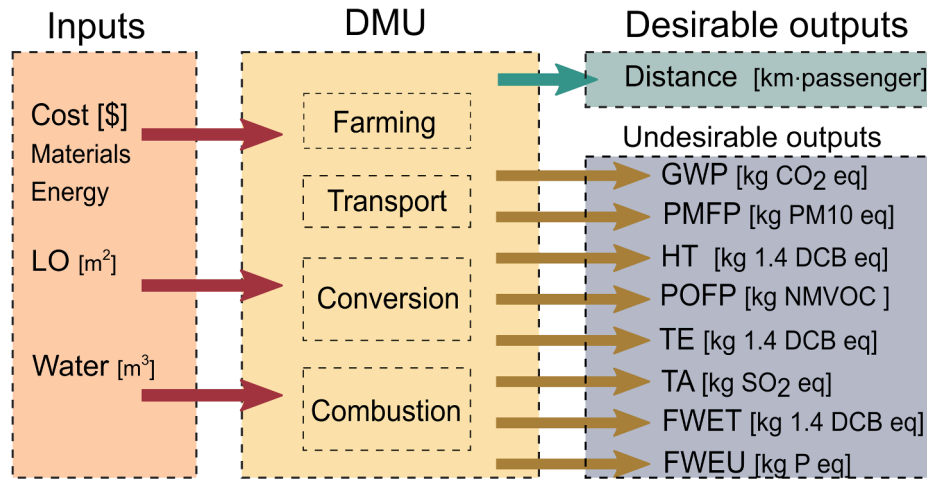 Inputs
Cost [$]
Materials
Energy
LO [m²]
Water [m³]
DMU
Farming
Transport
Conversion
Combustion
Desirable outputs
Distance [km·passenger]
Undesirable outputs
GWP [kg CO₂ eq]
PMFP [kg PM10 eq]
HT [kg 1.4 DCB eq]
POFP [kg NMVOC ]
TE [kg 1.4 DCB eq]
TA [kg SO₂ eq]
FWET [kg 1.4 DCB eq]
FWEU [kg P eq]